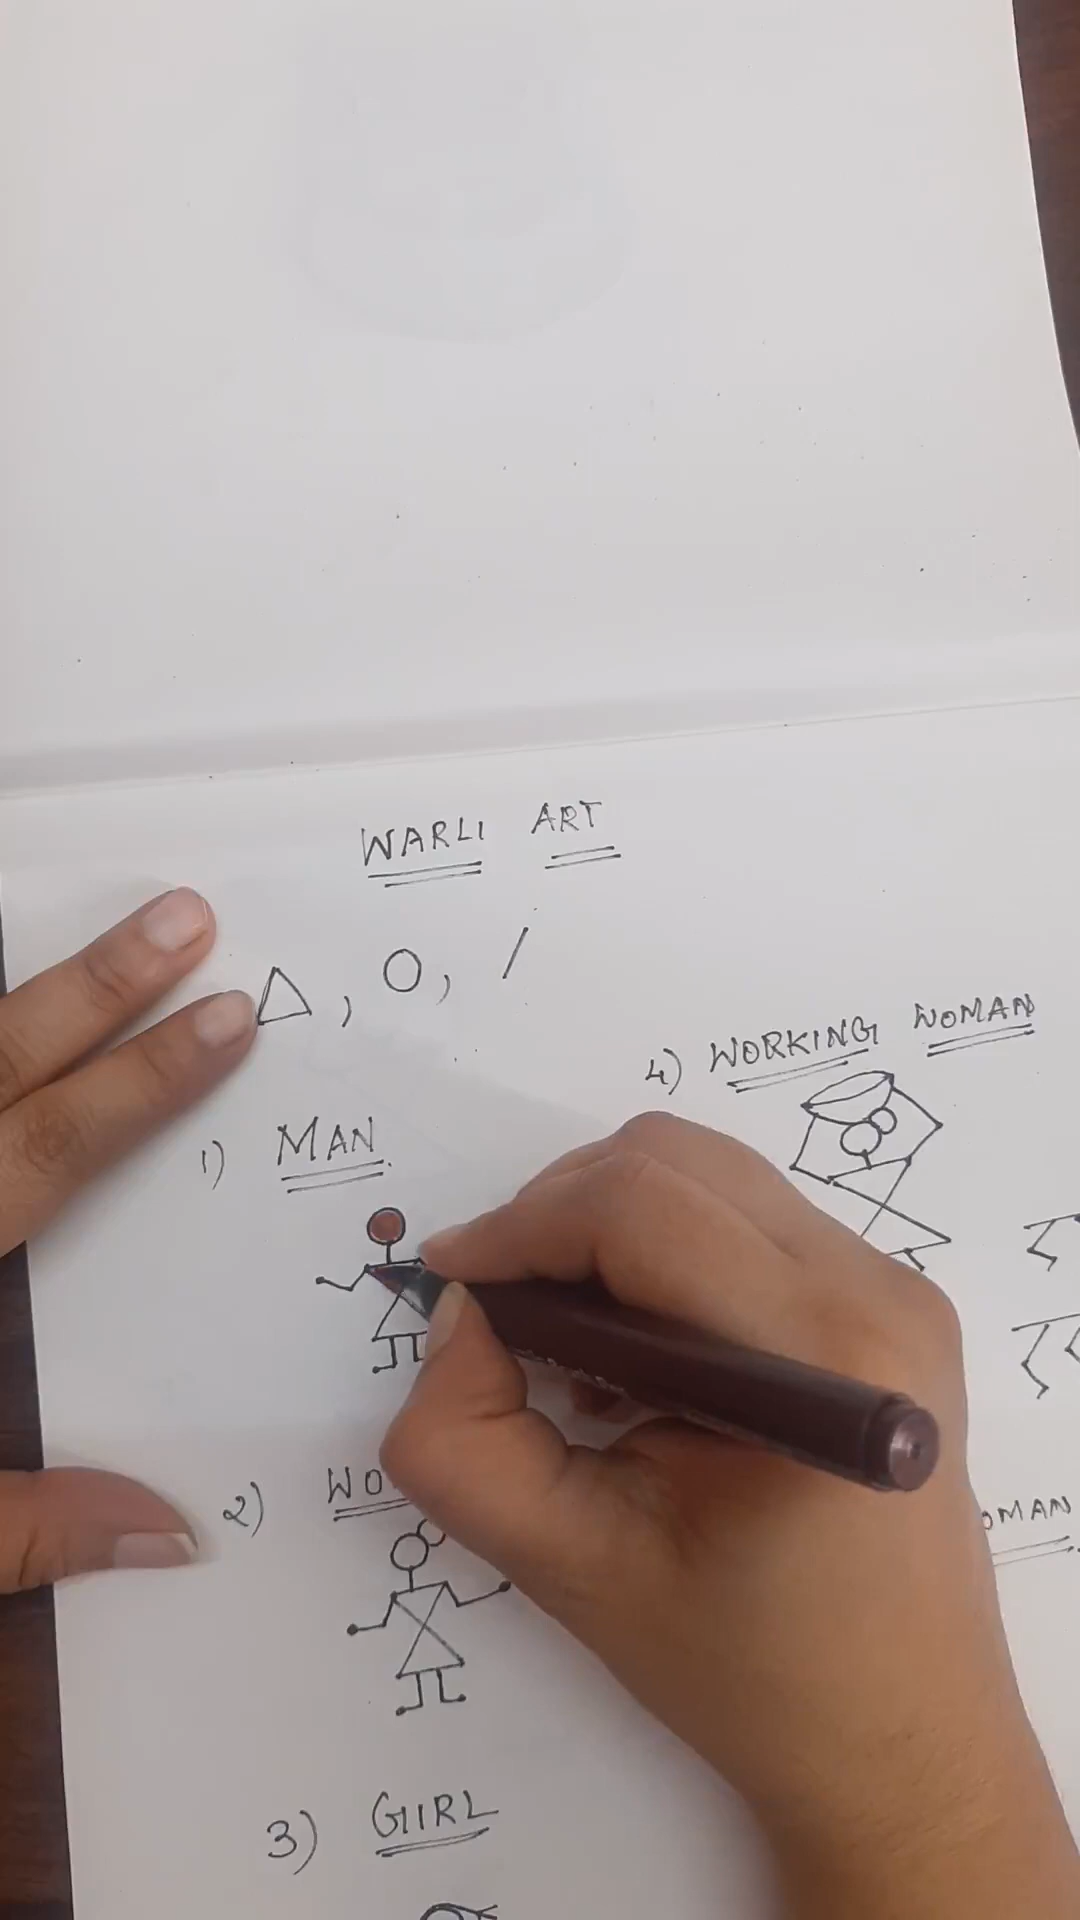 WARLI ART
△, O, /
1) MAN
4) WORKING WOMAN
2)
3) GIRL